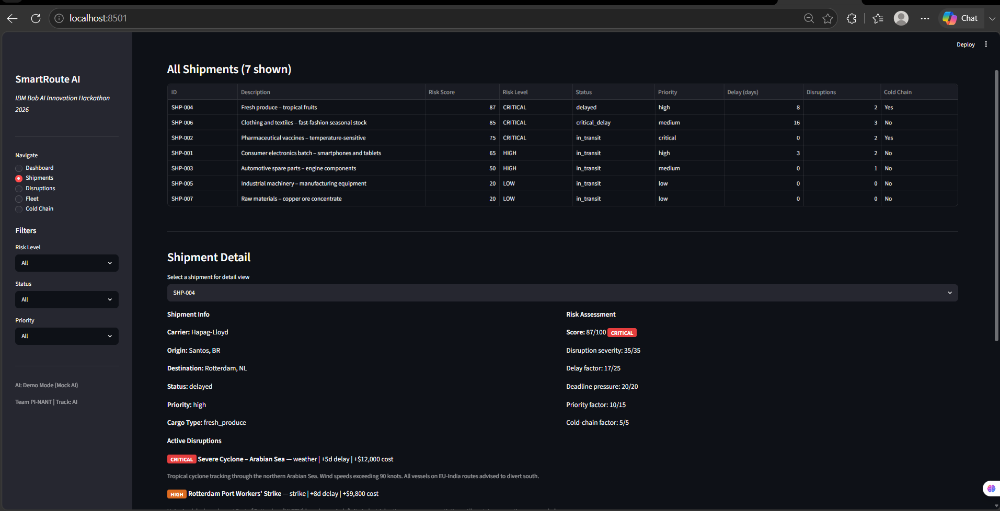 localhost:8501
Chat
Deploy
SmartRoute AI
IBM Bob AI Innovation Hackathon
2026
Navigate
Dashboard
Shipments
Disruptions
Fleet
Cold Chain
Filters
Risk Level
All
Status
All
Priority
All
AI: Demo Mode (Mock AI)
Team PI-NANT | Track: AI
All Shipments (7 shown)
ID Description Risk Score Risk Level Status Priority Delay (days) Disruptions Cold Chain
SHP-004 Fresh produce – tropical fruits 87 CRITICAL delayed high 8 2 Yes
SHP-006 Clothing and textiles – fast-fashion seasonal stock 85 CRITICAL critical_delay medium 16 3 No
SHP-002 Pharmaceutical vaccines – temperature-sensitive 75 CRITICAL in_transit critical 0 2 Yes
SHP-001 Consumer electronics batch – smartphones and tablets 65 HIGH in_transit high 3 2 No
SHP-003 Automotive spare parts – engine components 50 HIGH in_transit medium 0 1 No
SHP-005 Industrial machinery – manufacturing equipment 20 LOW in_transit low 0 0 No
SHP-007 Raw materials – copper ore concentrate 20 LOW in_transit low 0 0 No
Shipment Detail
Select a shipment for detail view
SHP-004
Shipment Info
Carrier: Hapag-Lloyd
Origin: Santos, BR
Destination: Rotterdam, NL
Status: delayed
Priority: high
Cargo Type: fresh_produce
Risk Assessment
Score: 87/100 CRITICAL
Disruption severity: 35/35
Delay factor: 17/25
Deadline pressure: 20/20
Priority factor: 10/15
Cold-chain factor: 5/5
Active Disruptions
CRITICAL Severe Cyclone – Arabian Sea — weather | +5d delay | +$12,000 cost
Tropical cyclone tracking through the northern Arabian Sea. Wind speeds exceeding 90 knots. All vessels on EU-India routes advised to divert south.
HIGH Rotterdam Port Workers' Strike — strike | +8d delay | +$9,800 cost